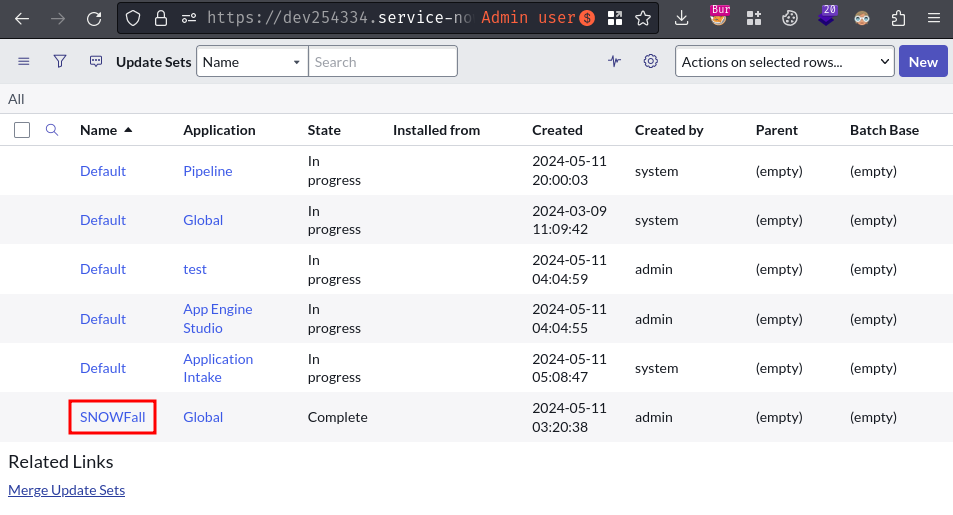 https://dev254334.service-no Admin user $ Bur 20
Update Sets Name Search Actions on selected rows... New
All
Name Application State Installed from Created Created by Parent Batch Base
Default Pipeline In progress 2024-05-11 20:00:03 system (empty) (empty)
Default Global In progress 2024-03-09 11:09:42 system (empty) (empty)
Default test In progress 2024-05-11 04:04:59 admin (empty) (empty)
Default App Engine Studio In progress 2024-05-11 04:04:55 admin (empty) (empty)
Default Application Intake In progress 2024-05-11 05:08:47 system (empty) (empty)
SNOWFall Global Complete 2024-05-11 03:20:38 admin (empty) (empty)
Related Links
Merge Update Sets